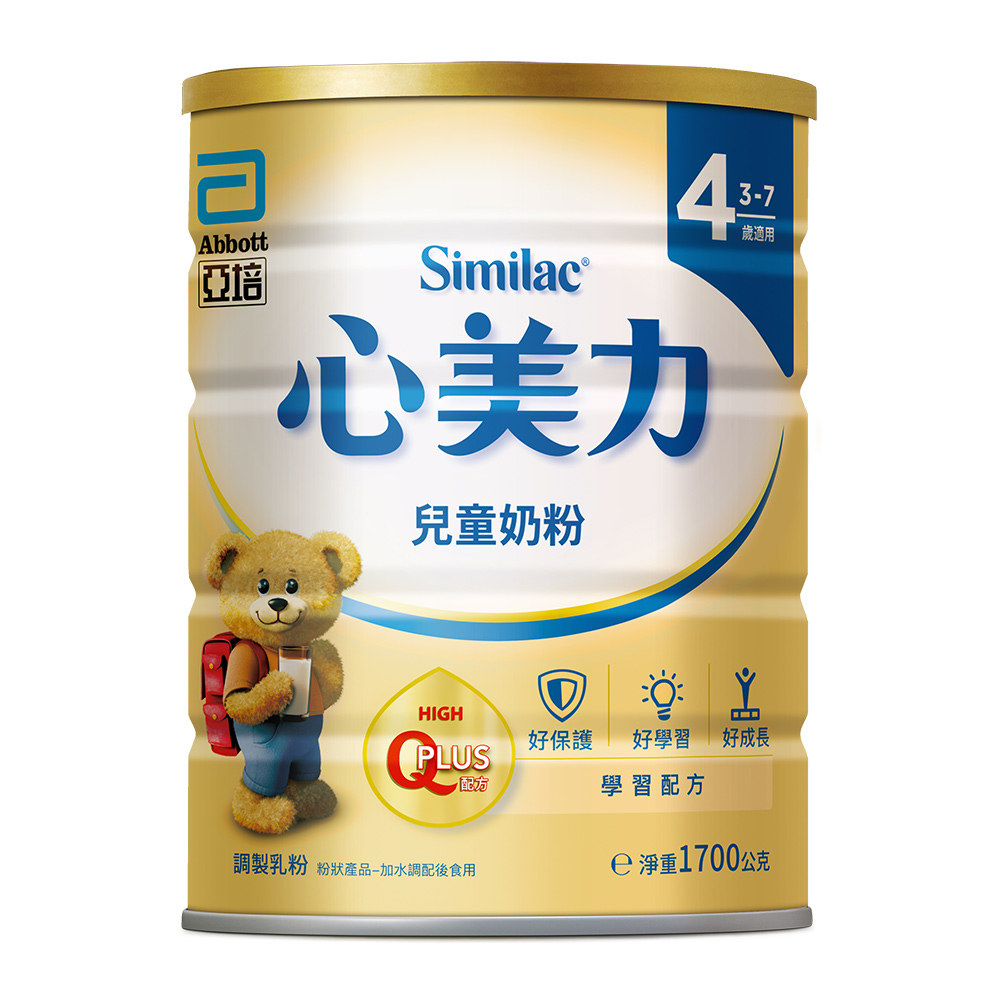 Abbott
亞培
4
3-7
歲適用
Similac®
心美力
兒童奶粉
HIGH
QPLUS
配方
好保護
好學習
好成長
學習配方
調製乳粉 粉狀產品-加水調配後食用
℮ 淨重1700公克